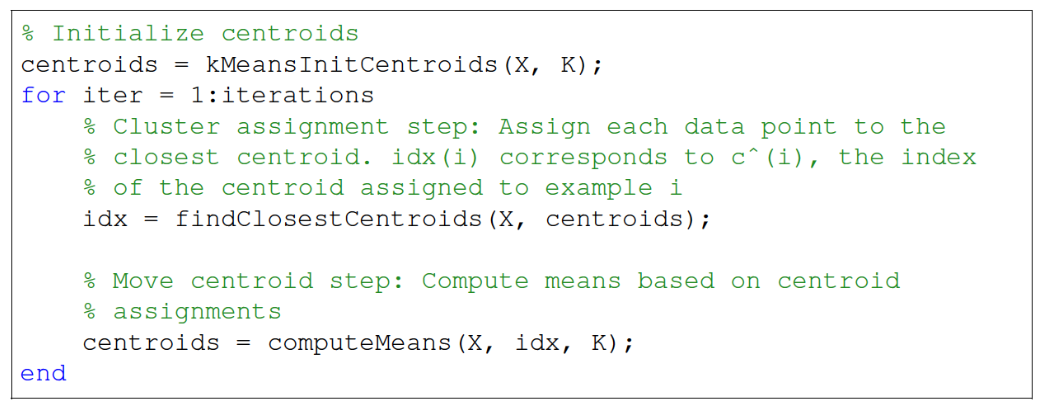 % Initialize centroids
centroids = kMeansInitCentroids(X, K);
for iter = 1:iterations
    % Cluster assignment step: Assign each data point to the
    % closest centroid. idx(i) corresponds to cˆ(i), the index
    % of the centroid assigned to example i
    idx = findClosestCentroids(X, centroids);

    % Move centroid step: Compute means based on centroid
    % assignments
    centroids = computeMeans(X, idx, K);
end